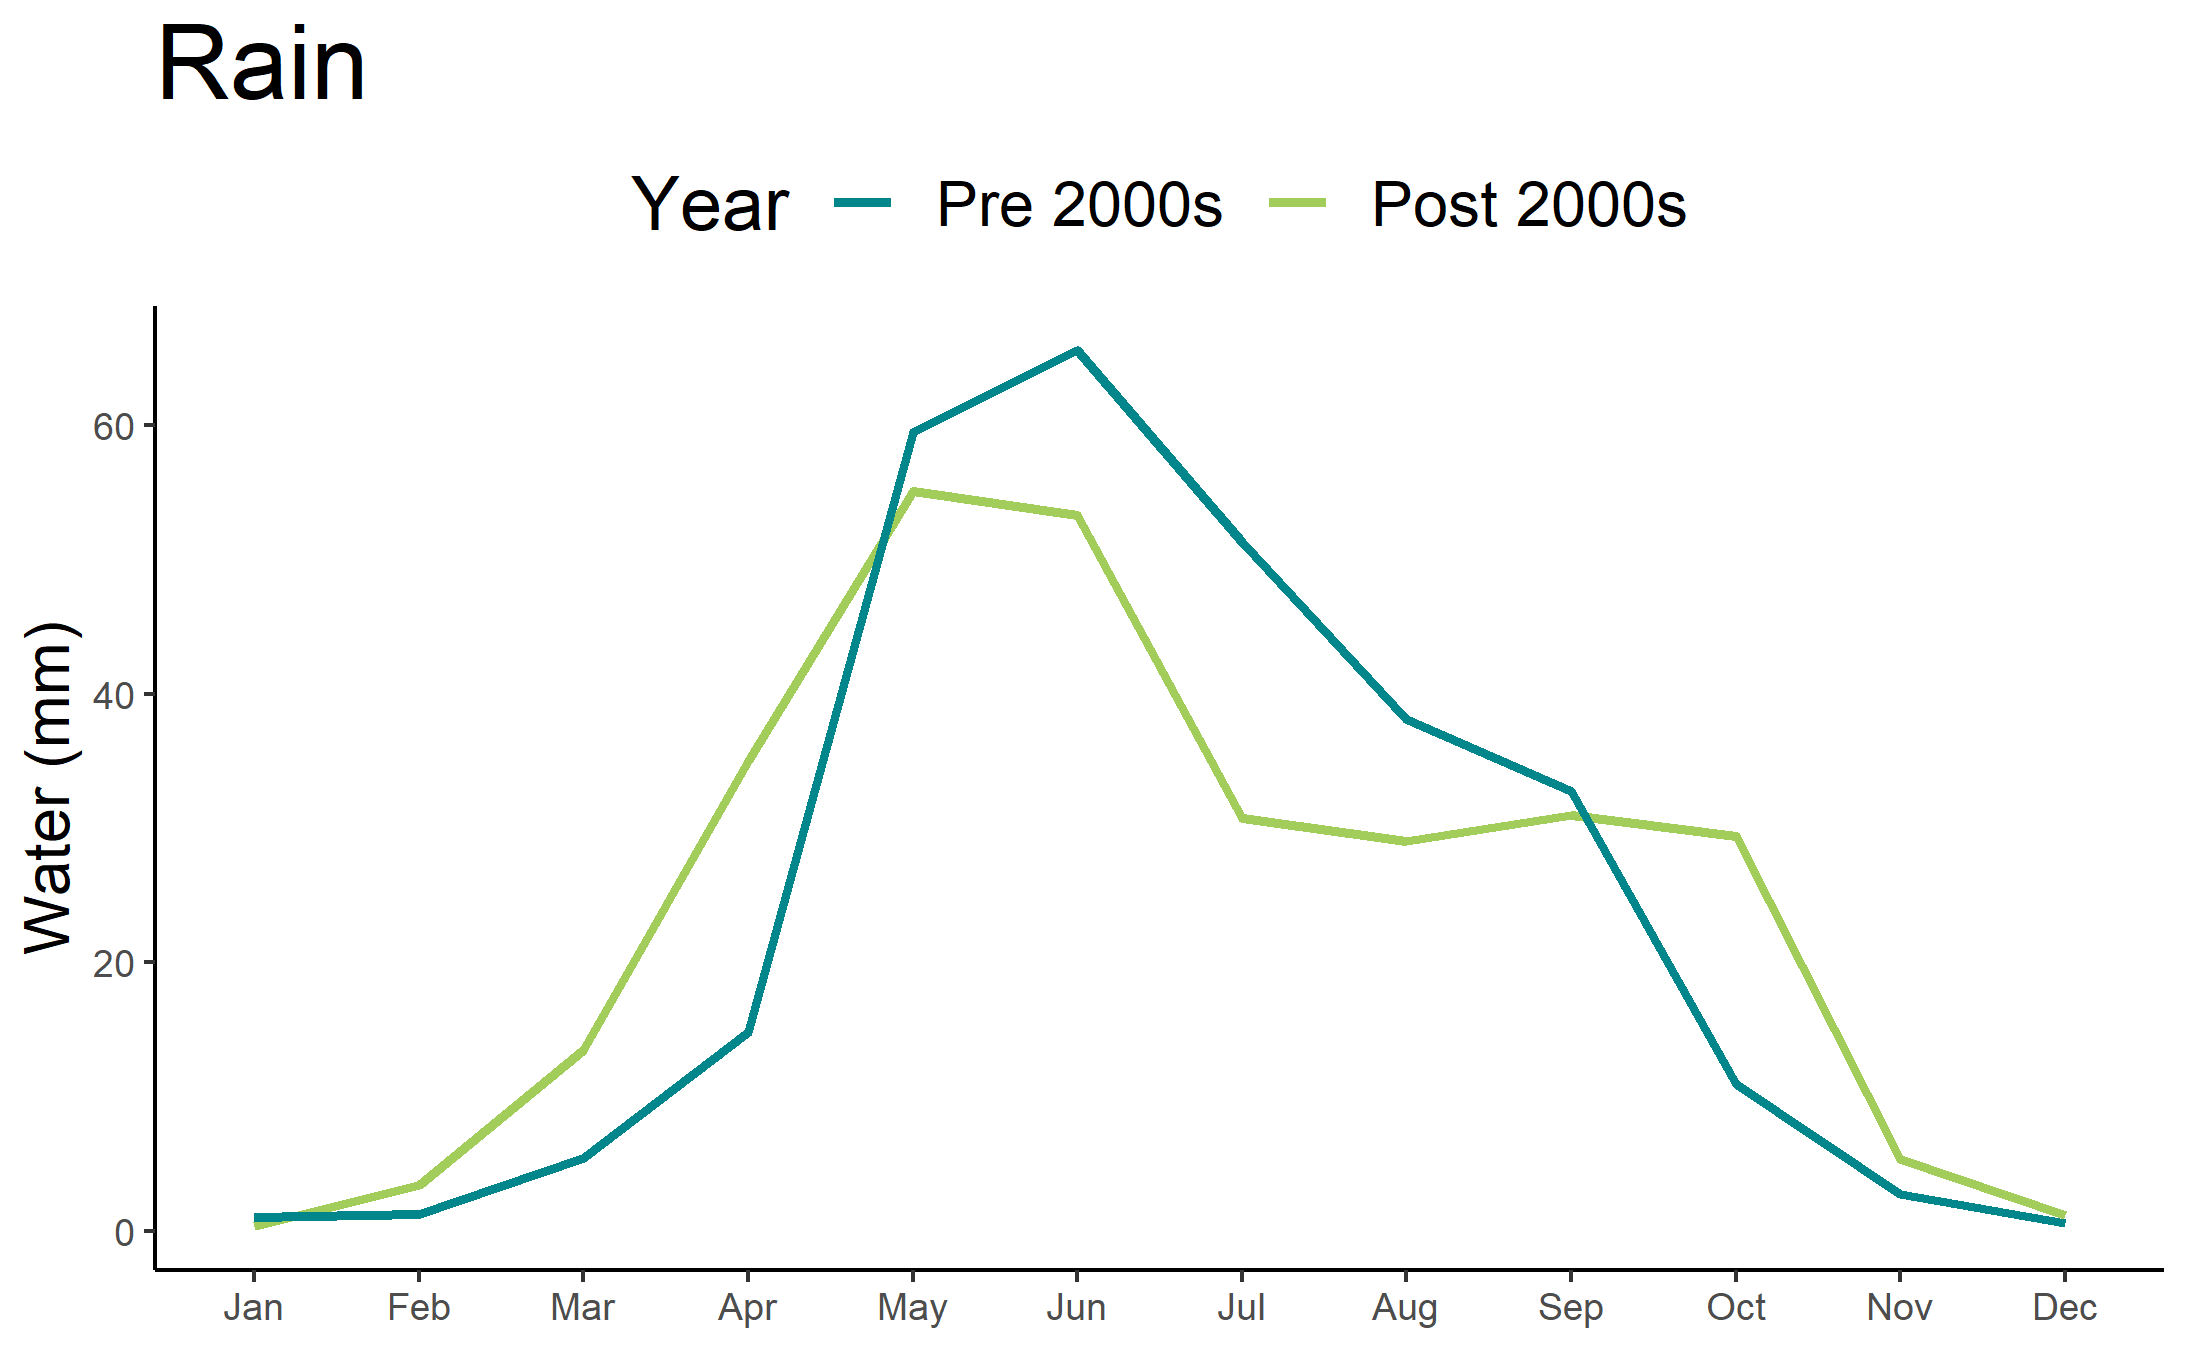 Rain
Year Pre 2000s Post 2000s
Water (mm)
60
40
20
0
Jan Feb Mar Apr May Jun Jul Aug Sep Oct Nov Dec